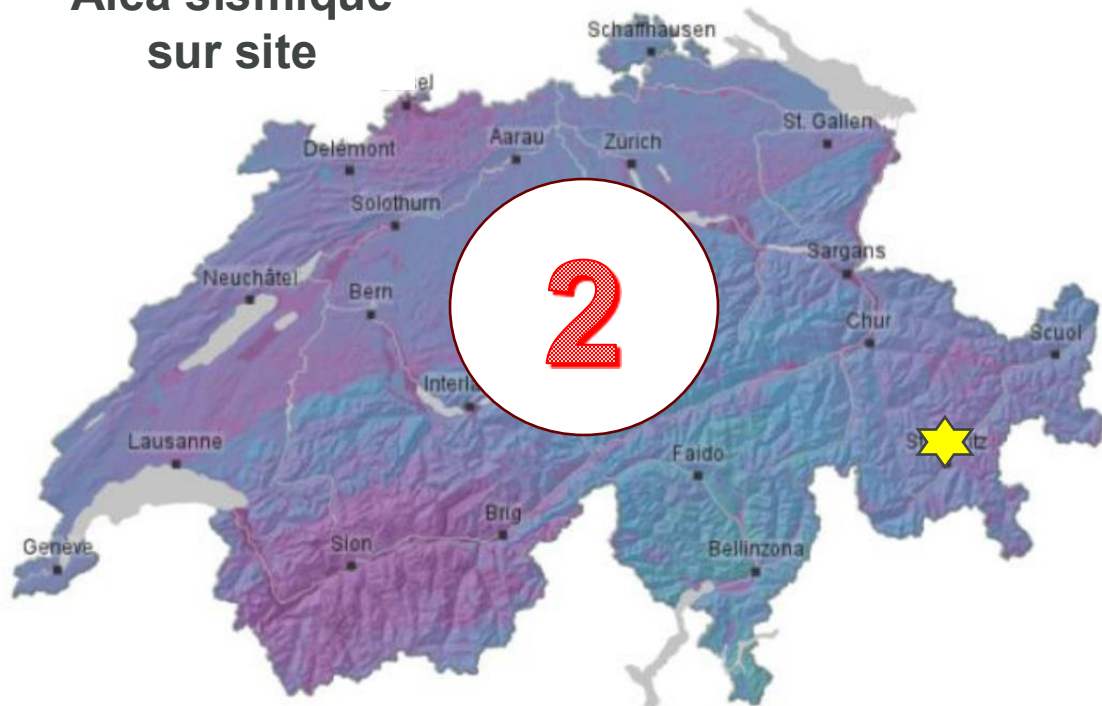 sur site
Schaffhausen
St. Gallen
Aarau
Zürich
Delémont
Solothurn
Sargans
Neuchâtel
Bern
2
Chur
Scuol
Lausanne
Faido
Brig
Genève
Sion
Bellinzona